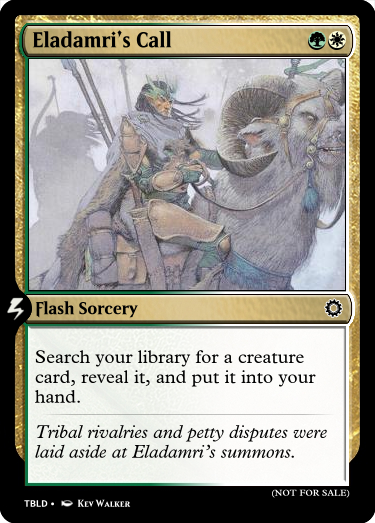 Eladamri's Call
Flash Sorcery
Search your library for a creature
card, reveal it, and put it into your
hand.
Tribal rivalries and petty disputes were
laid aside at Eladamri's summons.
(NOT FOR SALE)
TBLD • Kev Walker